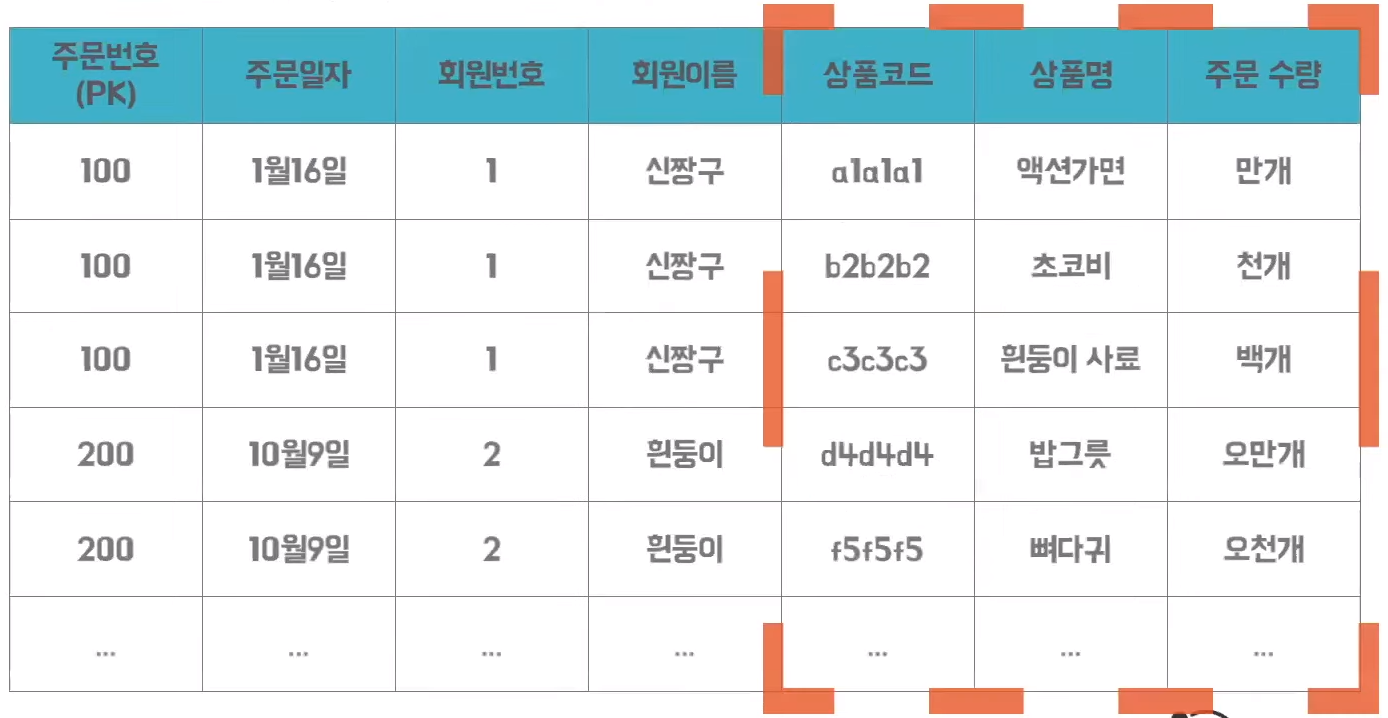 주문번호
(PK) 주문일자 회원번호 회원이름 상품코드 상품명 주문 수량
100 1월16일 1 신짱구 a1a1a1 액션가면 만개
100 1월16일 1 신짱구 b2b2b2 초코비 천개
100 1월16일 1 신짱구 c3c3c3 흰둥이 사료 백개
200 10월9일 2 흰둥이 d4d4d4 밥그릇 오만개
200 10월9일 2 흰둥이 f5f5f5 뼈다귀 오천개
... ... ... ... ... ... ...